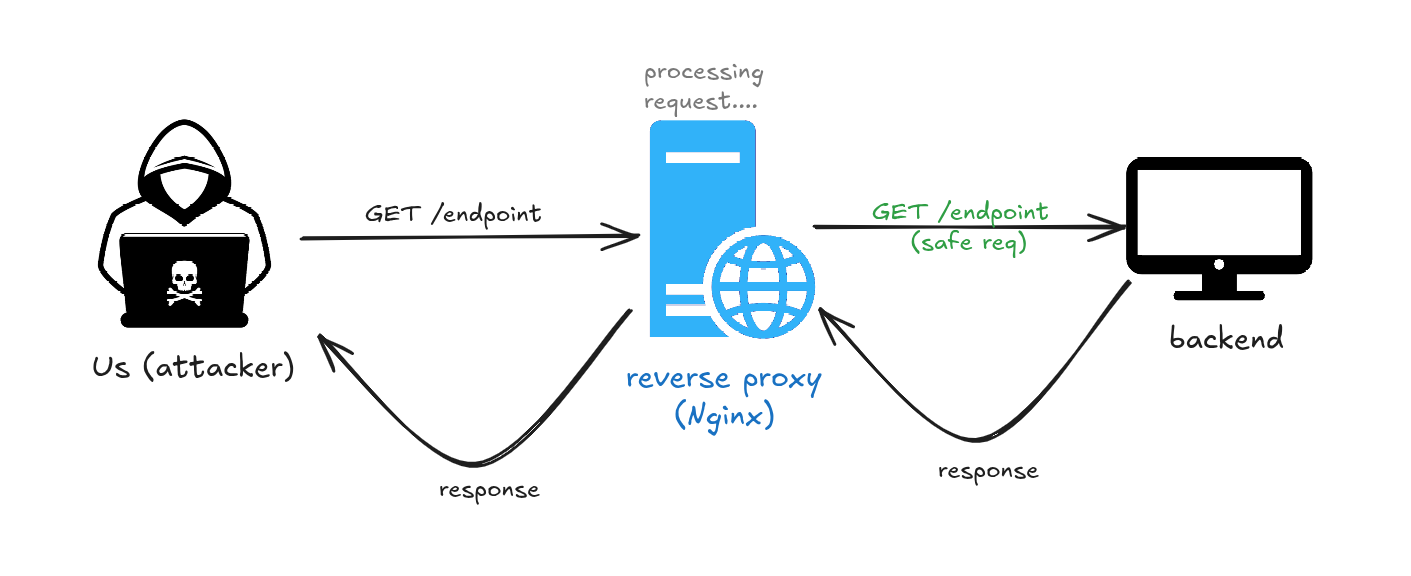 processing
request....
GET /endpoint
GET /endpoint
(safe req)
Us (attacker)
reverse proxy
(Nginx)
backend
response
response